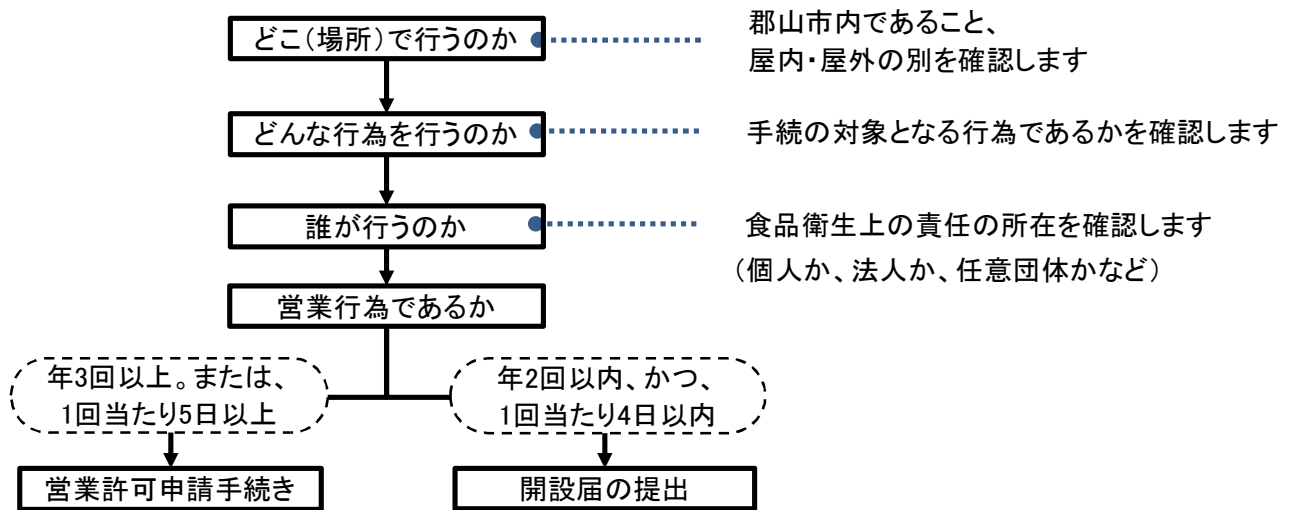 どこ（場所）で行うのか
郡山市内であること、
屋内・屋外の別を確認します
どんな行為を行うのか
手続の対象となる行為であるかを確認します
誰が行うのか
食品衛生上の責任の所在を確認します
（個人か、法人か、任意団体かなど）
営業行為であるか
年3回以上。または、
1回当たり5日以上
年2回以内、かつ、
1回当たり4日以内
営業許可申請手続き
開設届の提出